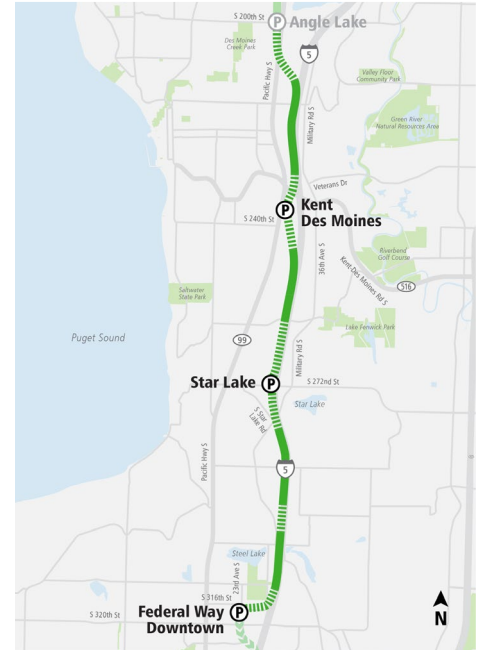 S 200th St
P Angle Lake
Des Moines
Creek Park
5
Pacific Hwy S
Valley Floor
Community Park
Military Rd S
Green River
Natural Resources Area
Veterans Dr
P Kent
Des Moines
S 240th St
36th Ave S
Riverbend
Golf Course
Kent-Des Moines Rd S
516
Saltwater
State Park
Lake Fenwick Park
Puget Sound
99
Military Rd S
Star Lake P
S 272nd St
Star Lake
S Star
Lake Rd
Pacific Hwy S
5
Steel Lake
23rd Ave S
S 316th St
S 320th St
Federal Way
Downtown
P
N